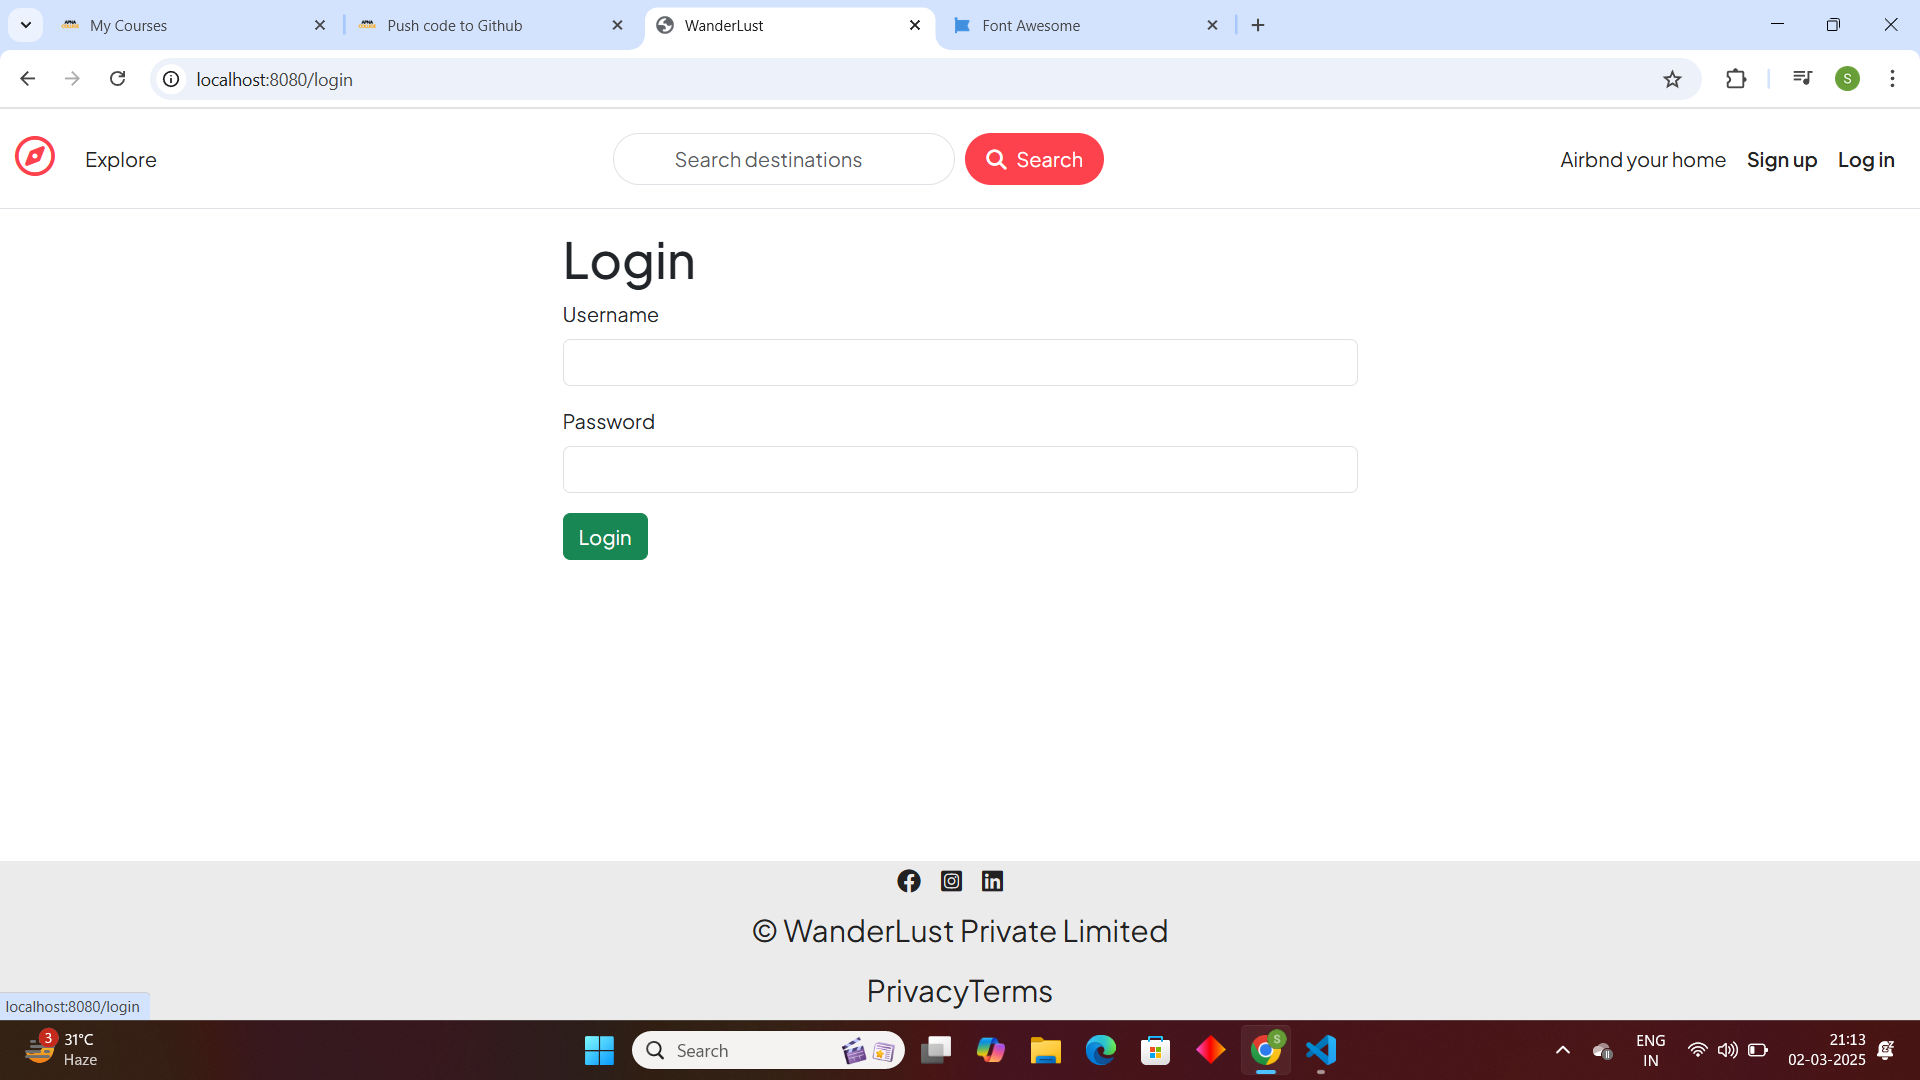 My Courses
Push code to Github
WanderLust
Font Awesome
localhost:8080/login
S
Explore
Search destinations
Search
Airbnd your home
Sign up
Log in
Login
Username
Password
Login
© WanderLust Private Limited
PrivacyTerms
localhost:8080/login
3
31°C
Haze
Search
S
ENG
IN
21:13
02-03-2025